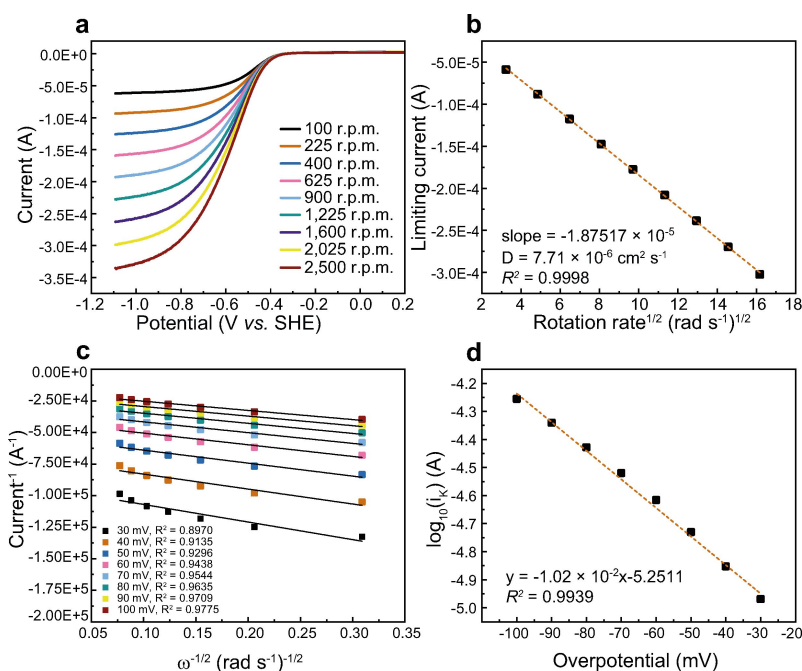 a
0.0E+0
-5.0E-5
-1.0E-4
-1.5E-4
-2.0E-4
-2.5E-4
-3.0E-4
-3.5E-4
Current (A)
100 r.p.m.
225 r.p.m.
400 r.p.m.
625 r.p.m.
900 r.p.m.
1,225 r.p.m.
1,600 r.p.m.
2,025 r.p.m.
2,500 r.p.m.
-1.2 -1.0 -0.8 -0.6 -0.4 -0.2 0.0 0.2
Potential (V vs. SHE)
b
-5.0E-5
-1.0E-4
-1.5E-4
-2.0E-4
-2.5E-4
-3.0E-4
Limiting current (A)
slope = -1.87517 × 10⁻⁵
D = 7.71 × 10⁻⁶ cm² s⁻¹
R² = 0.9998
2 4 6 8 10 12 14 16 18
Rotation rate¹ᐟ² (rad s⁻¹)¹ᐟ²
c
0.00E+0
-2.50E+4
-5.00E+4
-7.50E+4
-1.00E+5
-1.25E+5
-1.50E+5
-1.75E+5
-2.00E+5
Current⁻¹ (A⁻¹)
30 mV, R² = 0.8970
40 mV, R² = 0.9135
50 mV, R² = 0.9296
60 mV, R² = 0.9438
70 mV, R² = 0.9544
80 mV, R² = 0.9635
90 mV, R² = 0.9709
100 mV, R² = 0.9775
0.05 0.10 0.15 0.20 0.25 0.30 0.35
ω⁻¹ᐟ² (rad s⁻¹)⁻¹ᐟ²
d
-4.2
-4.3
-4.4
-4.5
-4.6
-4.7
-4.8
-4.9
-5.0
log₁₀(iK) (A)
y = -1.02 × 10⁻²x-5.2511
R² = 0.9939
-100 -90 -80 -70 -60 -50 -40 -30 -20
Overpotential (mV)